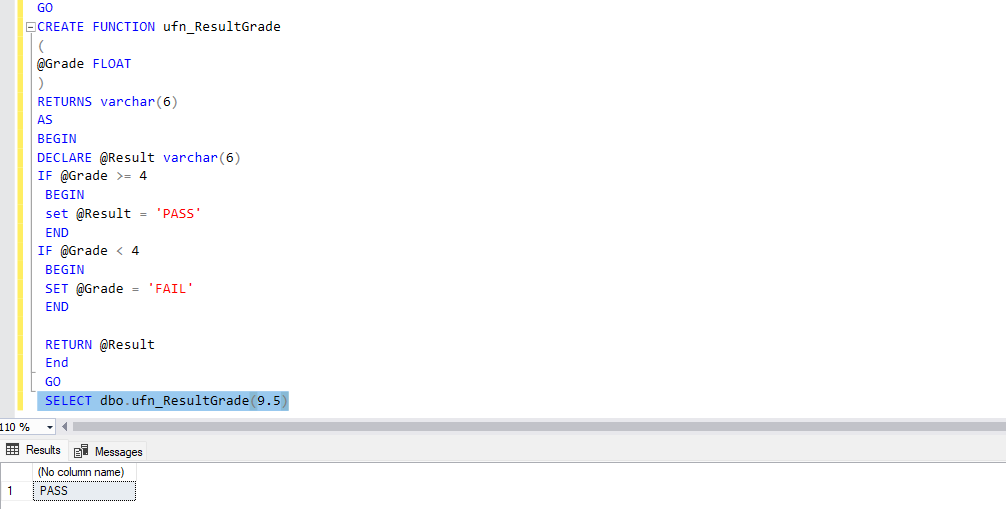 GO
CREATE FUNCTION ufn_ResultGrade
(
@Grade FLOAT
)
RETURNS varchar(6)
AS
BEGIN
DECLARE @Result varchar(6)
IF @Grade >= 4
BEGIN
set @Result = 'PASS'
END
IF @Grade < 4
BEGIN
SET @Grade = 'FAIL'
END
RETURN @Result
End
GO
SELECT dbo.ufn_ResultGrade(9.5)
110 %
Results Messages
(No column name)
1 PASS